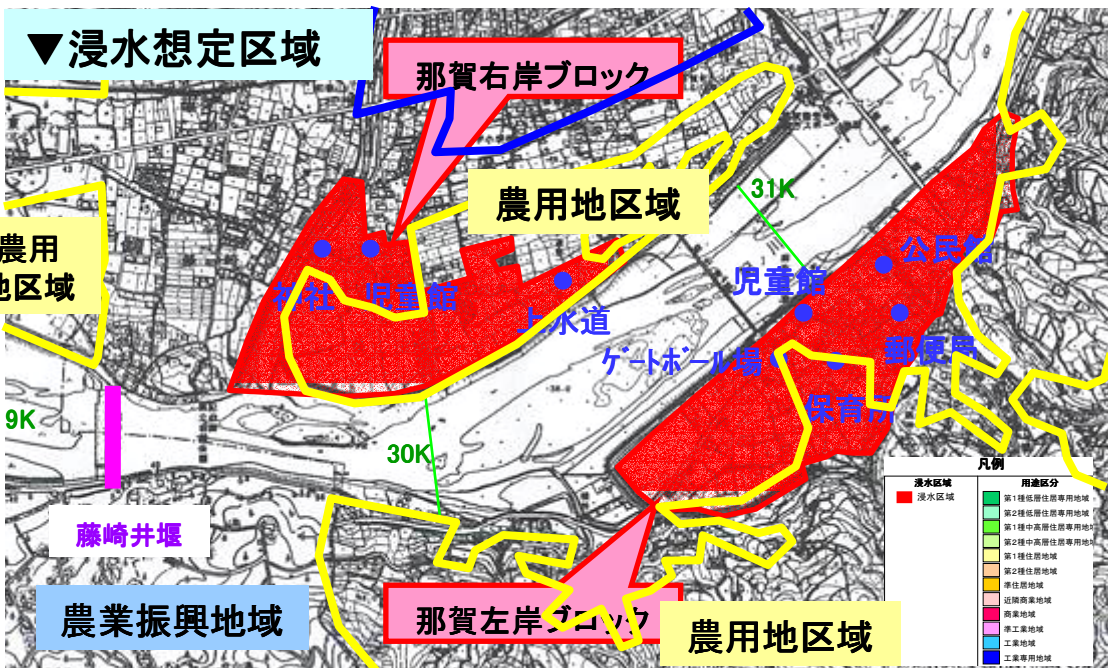 ▼浸水想定区域
那賀右岸ブロック
農用地区域
31K
農用
地区域
公民館
児童館
神社
児童館
上水道
郵便局
ゲートボール場
保育所
9K
30K
藤崎井堰
農業振興地域
那賀左岸ブロック
農用地区域
凡例
浸水区域
浸水区域
用途区分
第1種低層住居専用地域
第2種低層住居専用地域
第1種中高層住居専用地域
第2種中高層住居専用地域
第1種住居地域
第2種住居地域
準住居地域
近隣商業地域
商業地域
準工業地域
工業地域
工業専用地域